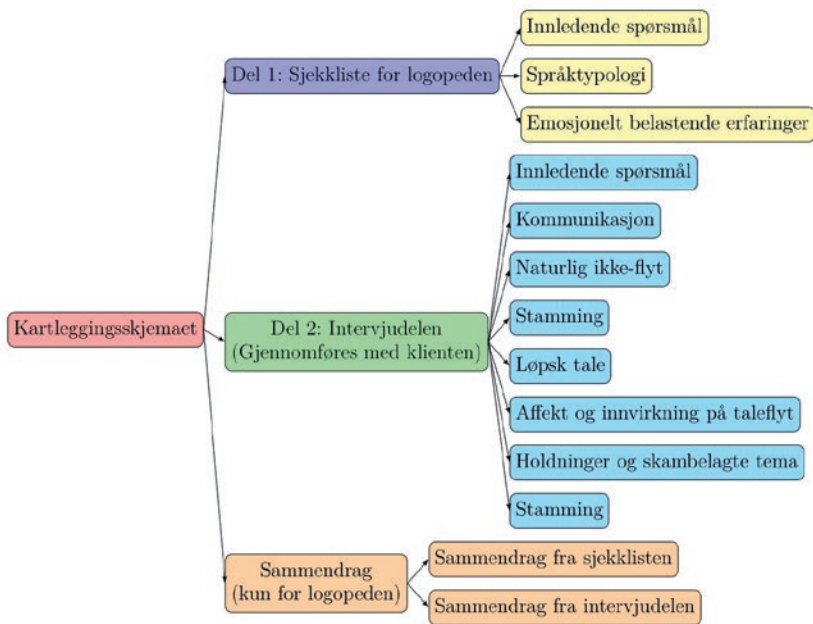 Kartleggingsskjemaet
Del 1: Sjekkliste for logopeden
Innledende spørsmål
Språktypologi
Emosjonelt belastende erfaringer
Del 2: Intervjudelen
(Gjennomføres med klienten)
Innledende spørsmål
Kommunikasjon
Naturlig ikke-flyt
Stamming
Løpsk tale
Affekt og innvirkning på taleflyt
Holdninger og skambelagte tema
Stamming
Sammendrag
(kun for logopeden)
Sammendrag fra sjekklisten
Sammendrag fra intervjudelen